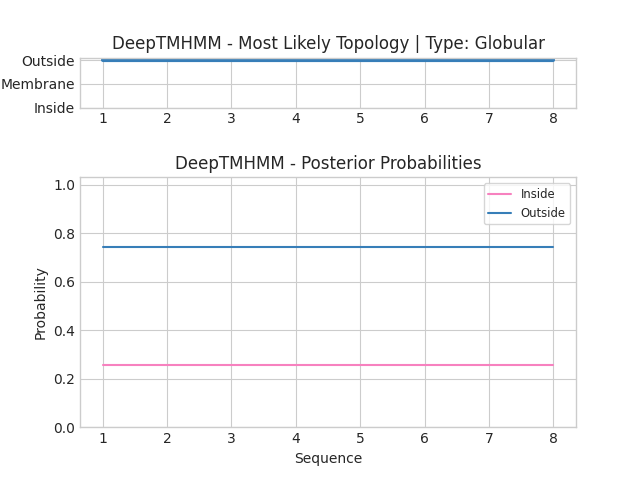 DeepTMHMM - Most Likely Topology | Type: Globular
Outside
Membrane
Inside
1 2 3 4 5 6 7 8
DeepTMHMM - Posterior Probabilities
1.0
Inside
Outside
0.8
0.6
Probability
0.4
0.2
0.0
1 2 3 4 5 6 7 8
Sequence